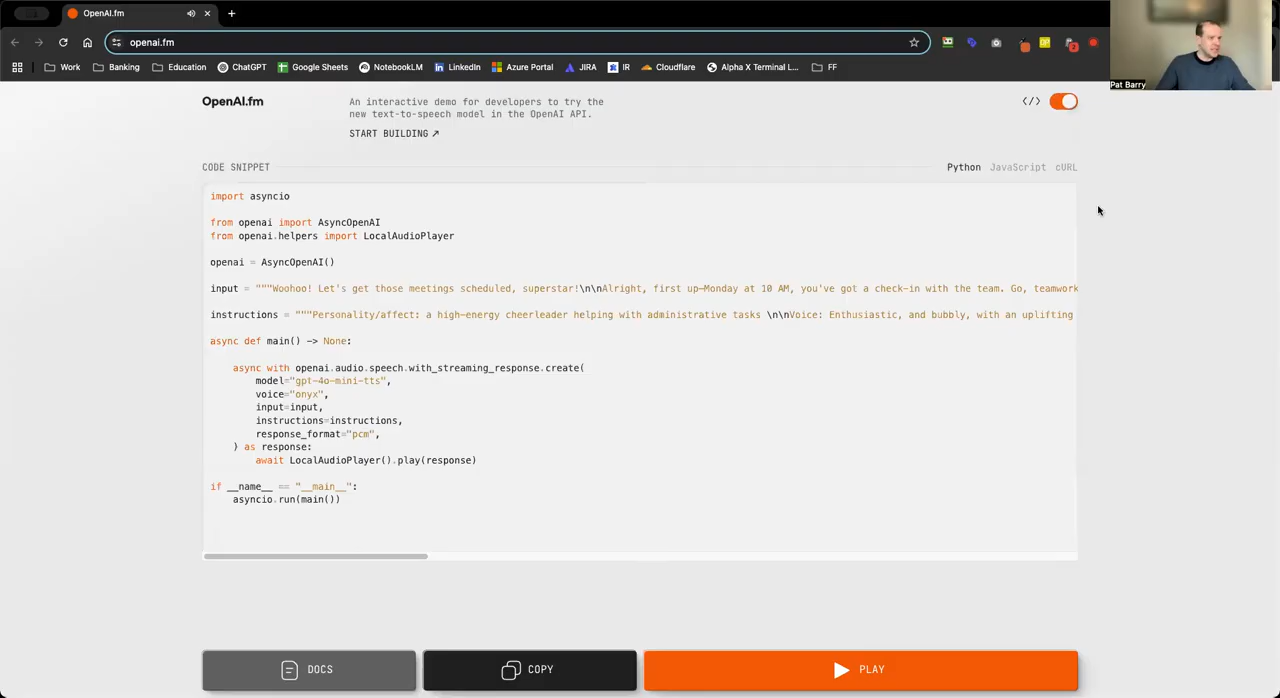 OpenAI.fm
openai.fm
Work Banking Education ChatGPT Google Sheets NotebookLM LinkedIn Azure Portal JIRA IR Cloudflare Alpha X Terminal L... FF
Pat Barry
OpenAI.fm
An interactive demo for developers to try the
new text-to-speech model in the OpenAI API.
START BUILDING ↗
</>
CODE SNIPPET
Python JavaScript cURL
import asyncio
from openai import AsyncOpenAI
from openai.helpers import LocalAudioPlayer
openai = AsyncOpenAI()
input = """Woohoo! Let's get those meetings scheduled, superstar!\n\nAlright, first up—Monday at 10 AM, you've got a check-in with the team. Go, teamwork
instructions = """Personality/affect: a high-energy cheerleader helping with administrative tasks \n\nVoice: Enthusiastic, and bubbly, with an uplifting
async def main() -> None:
    async with openai.audio.speech.with_streaming_response.create(
        model="gpt-4o-mini-tts",
        voice="onyx",
        input=input,
        instructions=instructions,
        response_format="pcm",
    ) as response:
        await LocalAudioPlayer().play(response)
if __name__ == "__main__":
    asyncio.run(main())
DOCS
COPY
PLAY